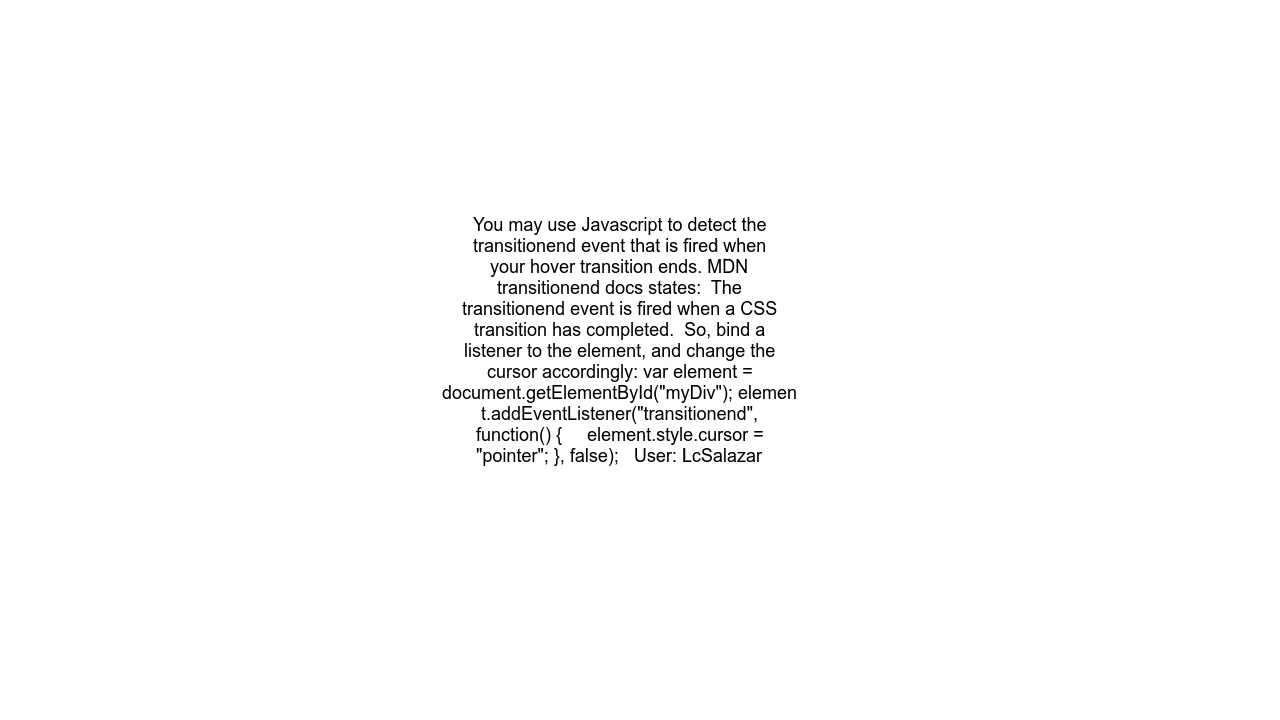 You may use Javascript to detect the
transitionend event that is fired when
your hover transition ends. MDN
transitionend docs states:  The
transitionend event is fired when a CSS
transition has completed.  So, bind a
listener to the element, and change the
cursor accordingly: var element =
document.getElementById("myDiv"); elemen
t.addEventListener("transitionend",
function() {     element.style.cursor =
"pointer"; }, false);   User: LcSalazar